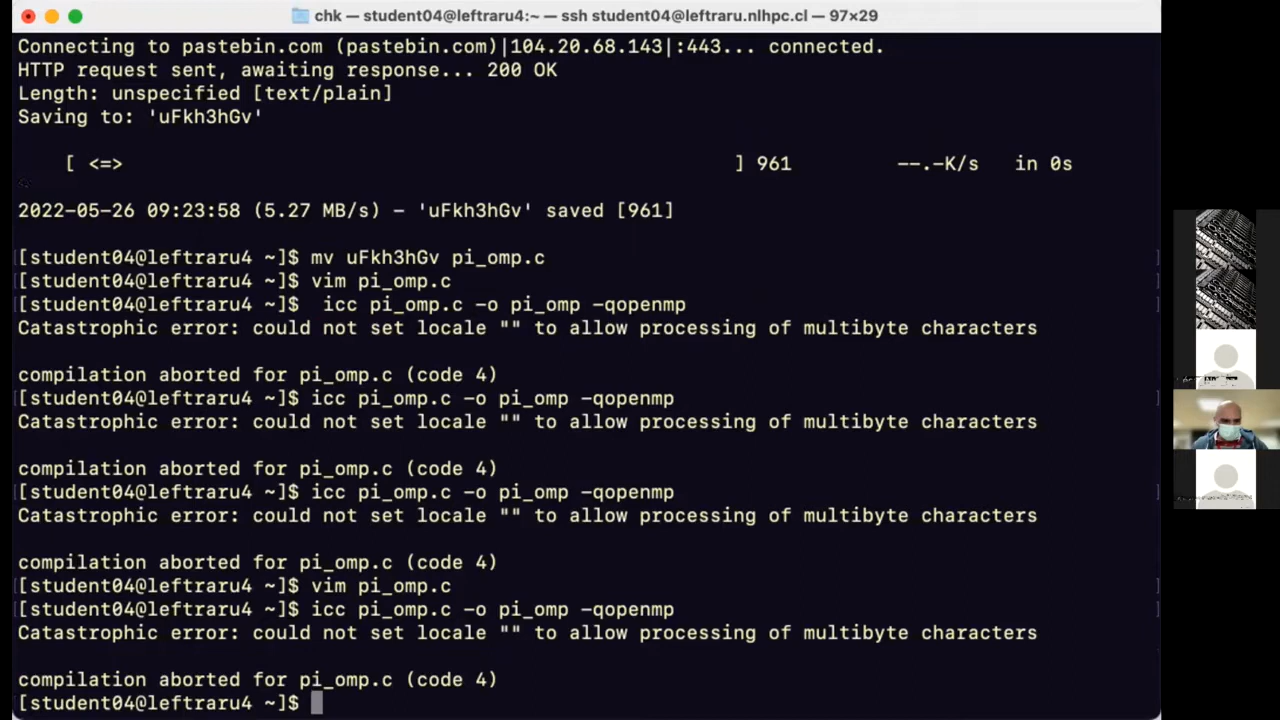 chk — student04@leftraru4:~ — ssh student04@leftraru.nlhpc.cl — 97×29
Connecting to pastebin.com (pastebin.com)|104.20.68.143|:443... connected.
HTTP request sent, awaiting response... 200 OK
Length: unspecified [text/plain]
Saving to: 'uFkh3hGv'
[ <=> ] 961 --.-K/s in 0s
2022-05-26 09:23:58 (5.27 MB/s) - 'uFkh3hGv' saved [961]
[student04@leftraru4 ~]$ mv uFkh3hGv pi_omp.c
[student04@leftraru4 ~]$ vim pi_omp.c
[student04@leftraru4 ~]$  icc pi_omp.c -o pi_omp -qopenmp
Catastrophic error: could not set locale "" to allow processing of multibyte characters
compilation aborted for pi_omp.c (code 4)
[student04@leftraru4 ~]$ icc pi_omp.c -o pi_omp -qopenmp
Catastrophic error: could not set locale "" to allow processing of multibyte characters
compilation aborted for pi_omp.c (code 4)
[student04@leftraru4 ~]$ icc pi_omp.c -o pi_omp -qopenmp
Catastrophic error: could not set locale "" to allow processing of multibyte characters
compilation aborted for pi_omp.c (code 4)
[student04@leftraru4 ~]$ vim pi_omp.c
[student04@leftraru4 ~]$ icc pi_omp.c -o pi_omp -qopenmp
Catastrophic error: could not set locale "" to allow processing of multibyte characters
compilation aborted for pi_omp.c (code 4)
[student04@leftraru4 ~]$